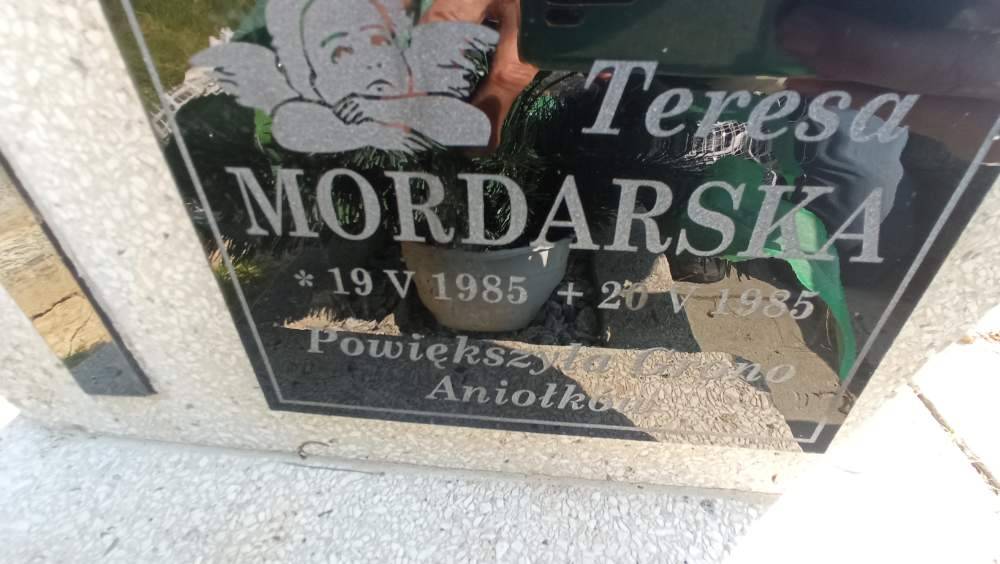 Teresa
MORDARSKA
* 19 V 1985 + 20 V 1985
Powiększyła Grono
Aniołków